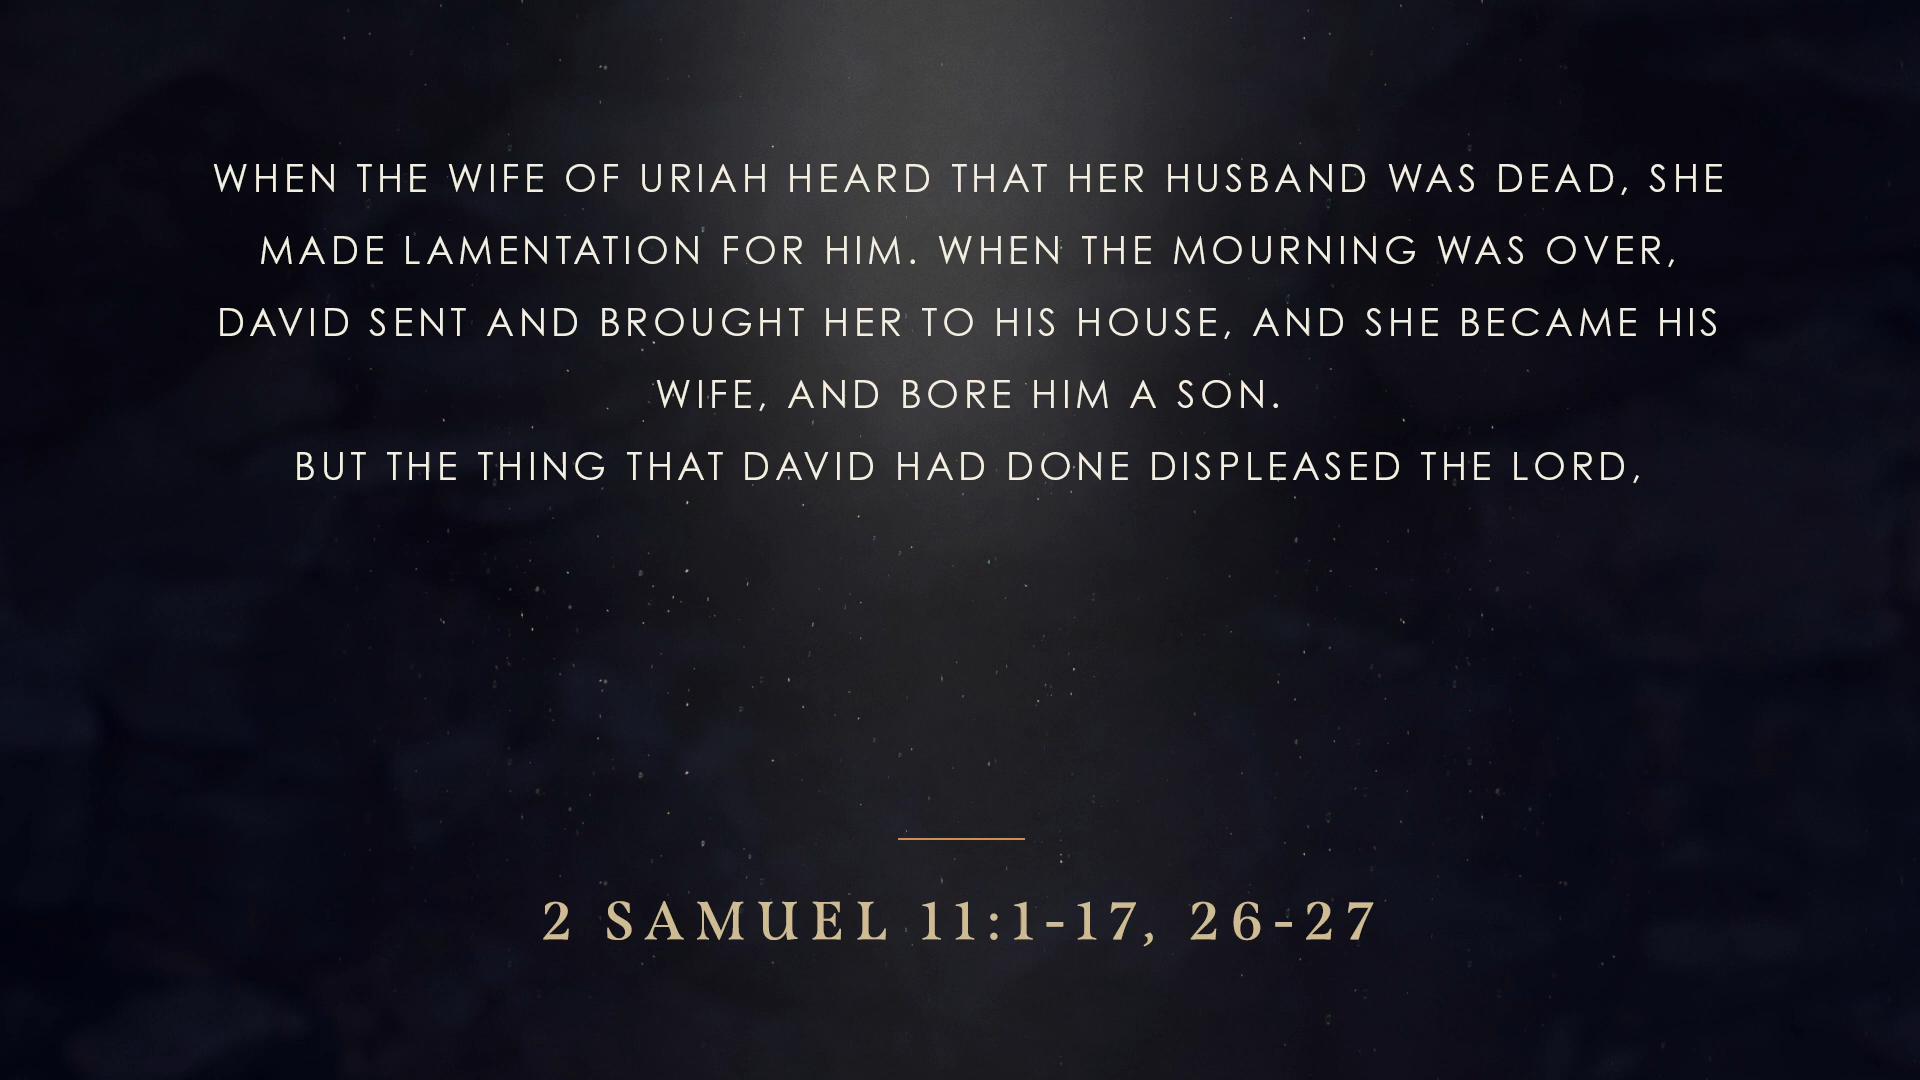 WHEN THE WIFE OF URIAH HEARD THAT HER HUSBAND WAS DEAD, SHE
MADE LAMENTATION FOR HIM. WHEN THE MOURNING WAS OVER,
DAVID SENT AND BROUGHT HER TO HIS HOUSE, AND SHE BECAME HIS
WIFE, AND BORE HIM A SON.
BUT THE THING THAT DAVID HAD DONE DISPLEASED THE LORD,
2 SAMUEL 11:1-17, 26-27